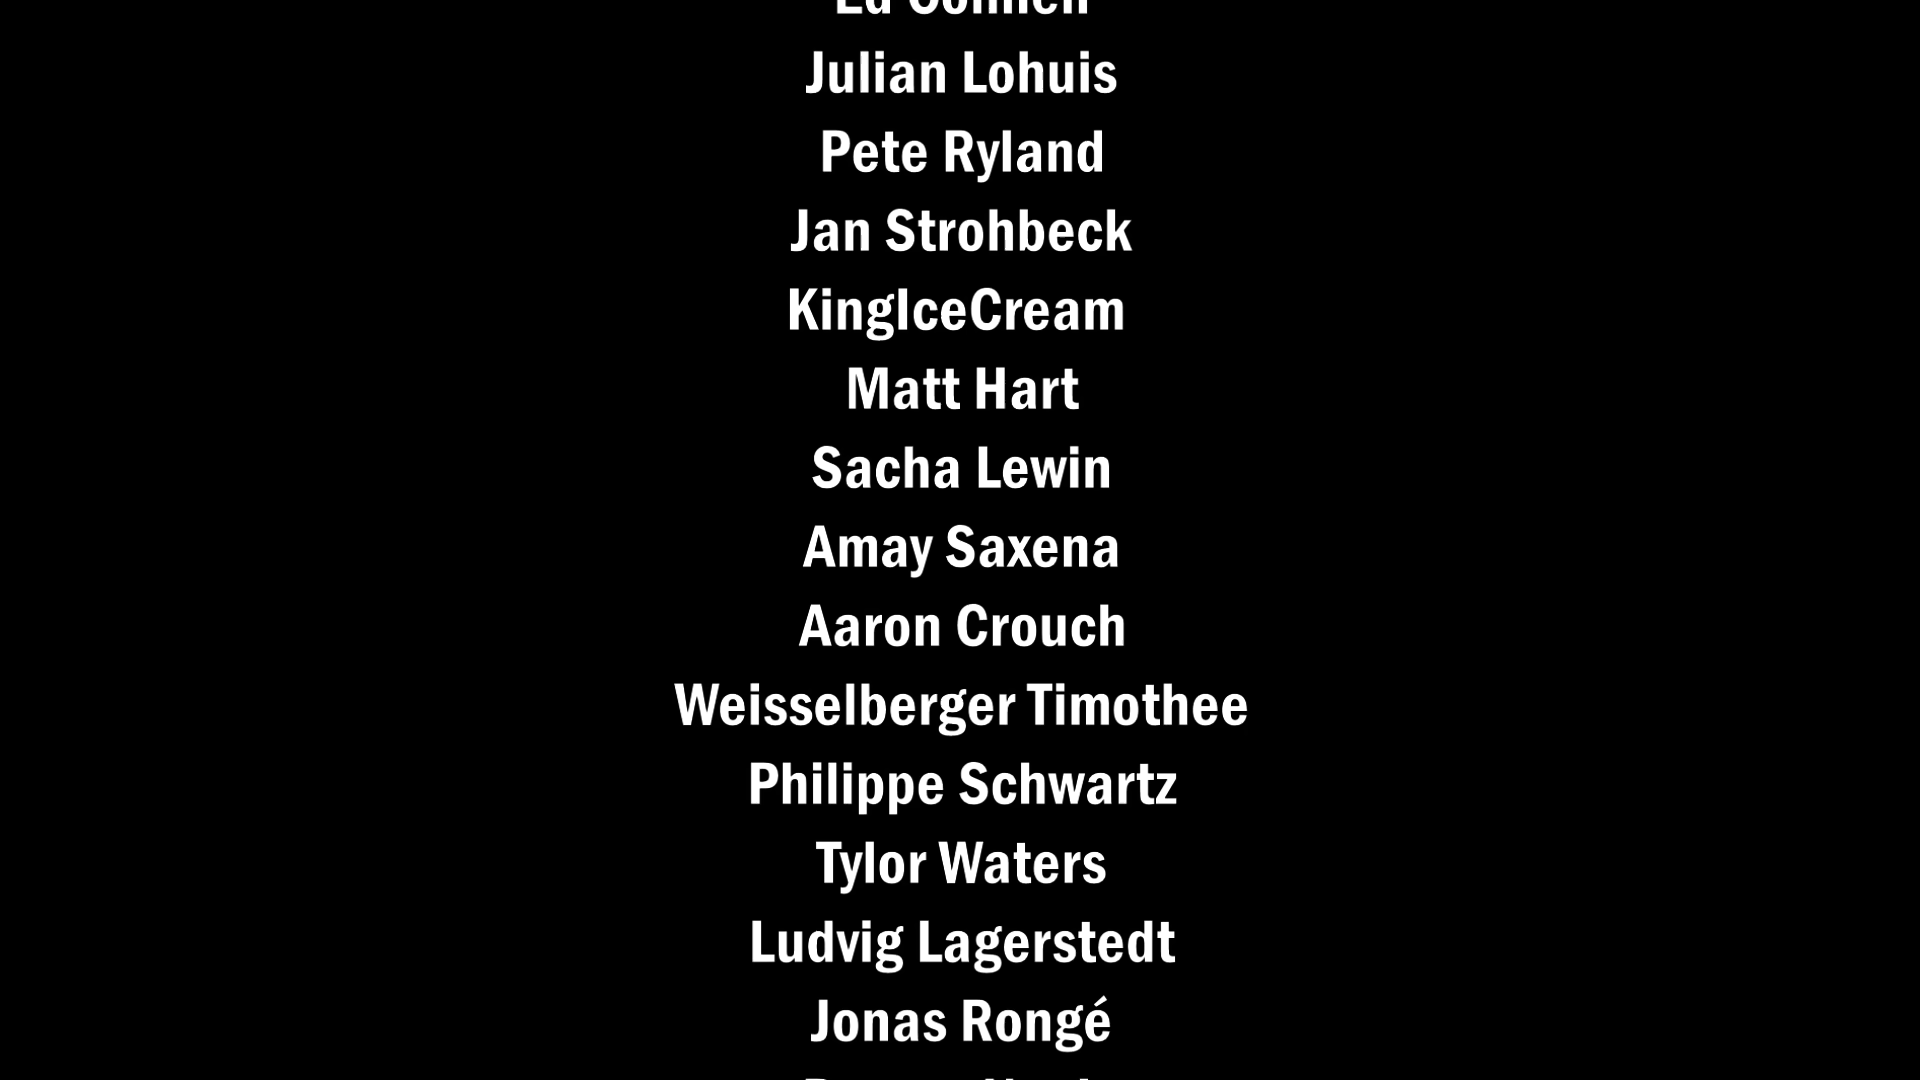 Julian Lohuis
Pete Ryland
Jan Strohbeck
KingIceCream
Matt Hart
Sacha Lewin
Amay Saxena
Aaron Crouch
Weisselberger Timothee
Philippe Schwartz
Tylor Waters
Ludvig Lagerstedt
Jonas Rongé